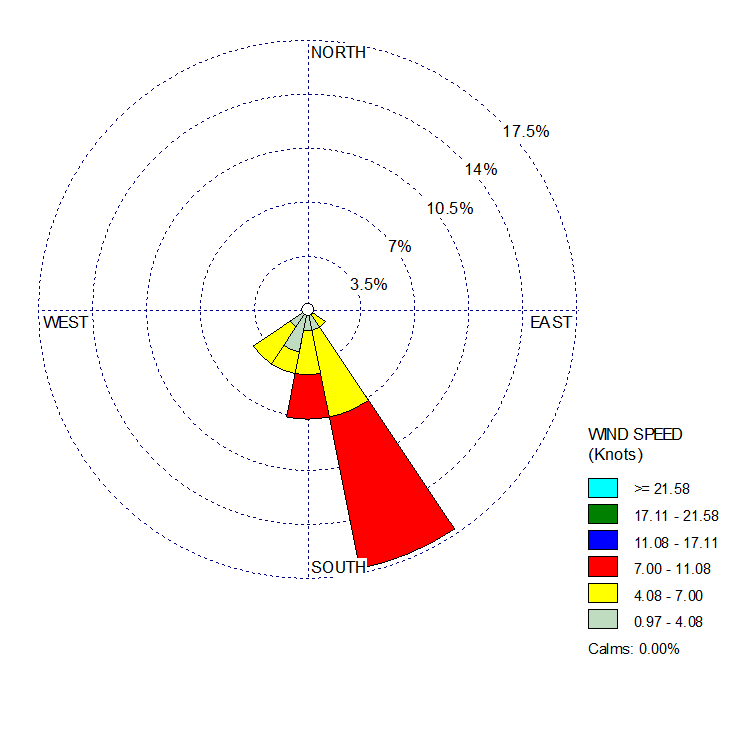 NORTH
17.5%
14%
10.5%
7%
3.5%
WEST
EAST
SOUTH
WIND SPEED
(Knots)
>= 21.58
17.11 - 21.58
11.08 - 17.11
7.00 - 11.08
4.08 - 7.00
0.97 - 4.08
Calms: 0.00%